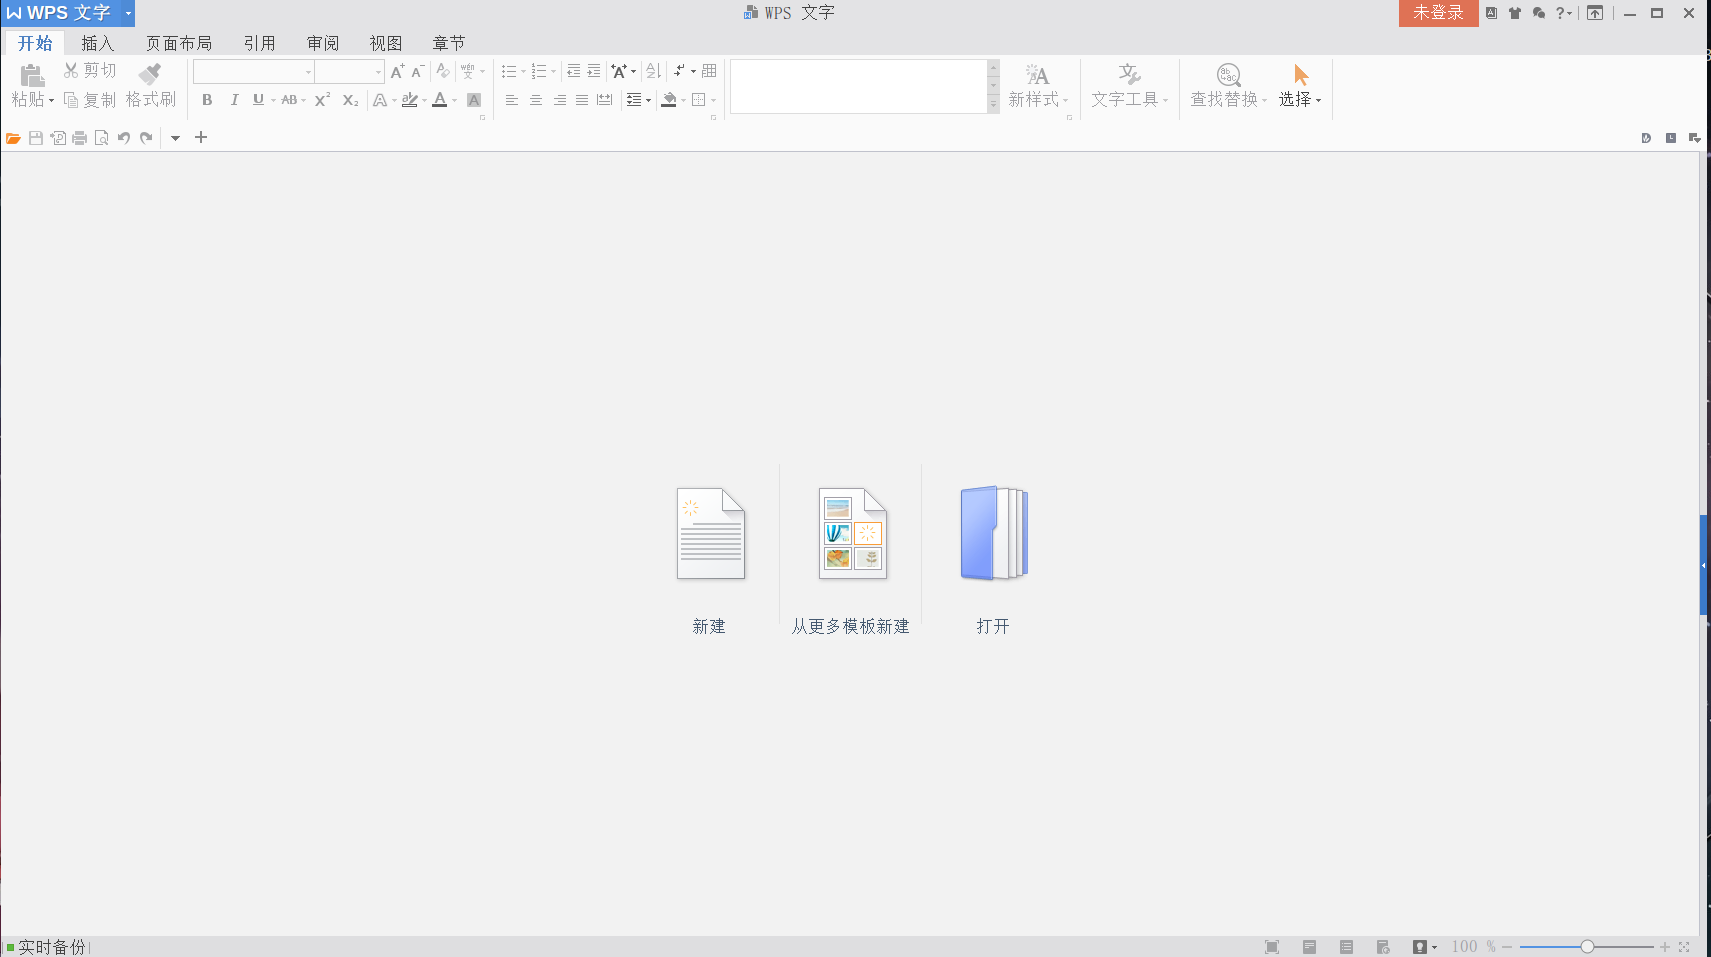 WPS 文字
WPS 文字
未登录
开始 插入 页面布局 引用 审阅 视图 章节
粘贴 剪切 复制 格式刷
新样式 文字工具 查找替换 选择
新建 从更多模板新建 打开
实时备份
100 %